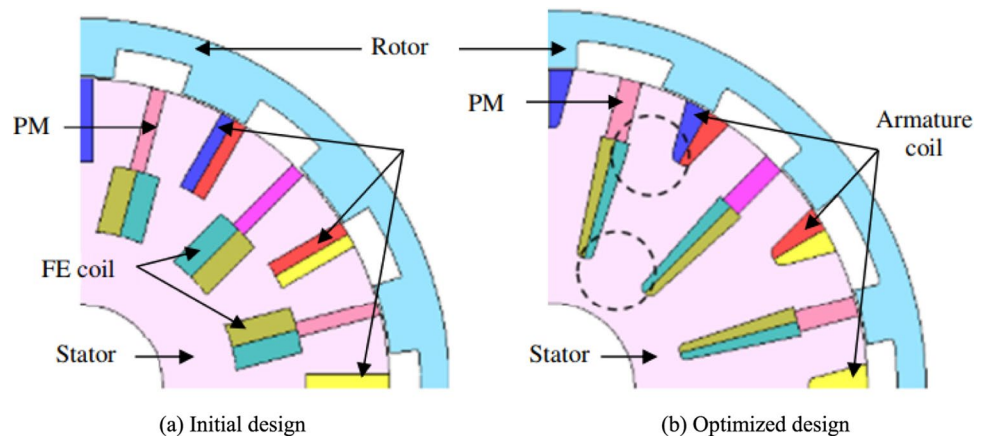 Rotor
PM
FE coil
Stator
PM
Armature
coil
Stator
(a) Initial design
(b) Optimized design